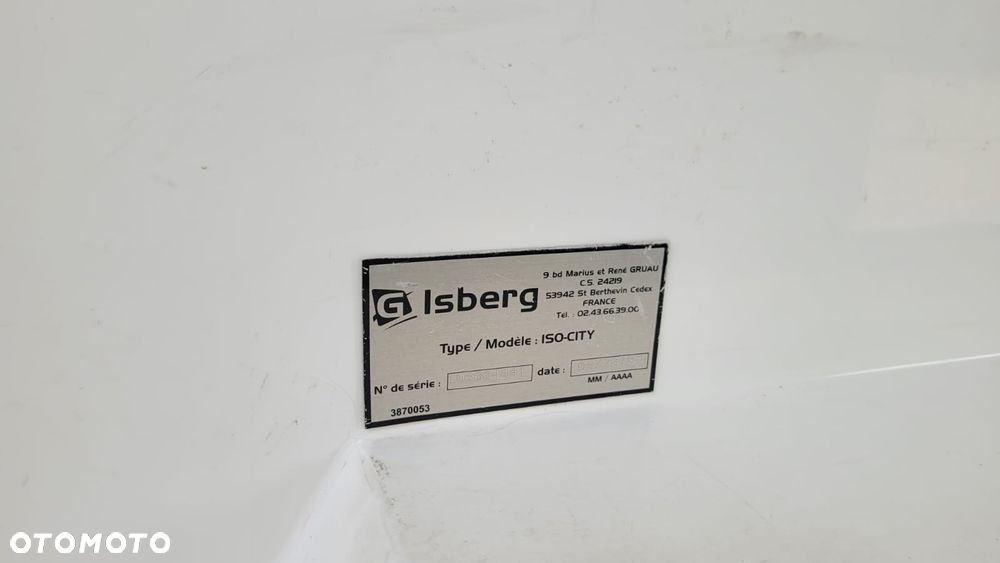 G Isberg
9 bd Marius et René GRUAU
C.S. 24219
53942 St Berthevin Cedex
FRANCE
Tél. : 02.43.66.39.00
Type / Modèle : ISO-CITY
N° de série :
date :
MM / AAAA
3870053
OTOMOTO